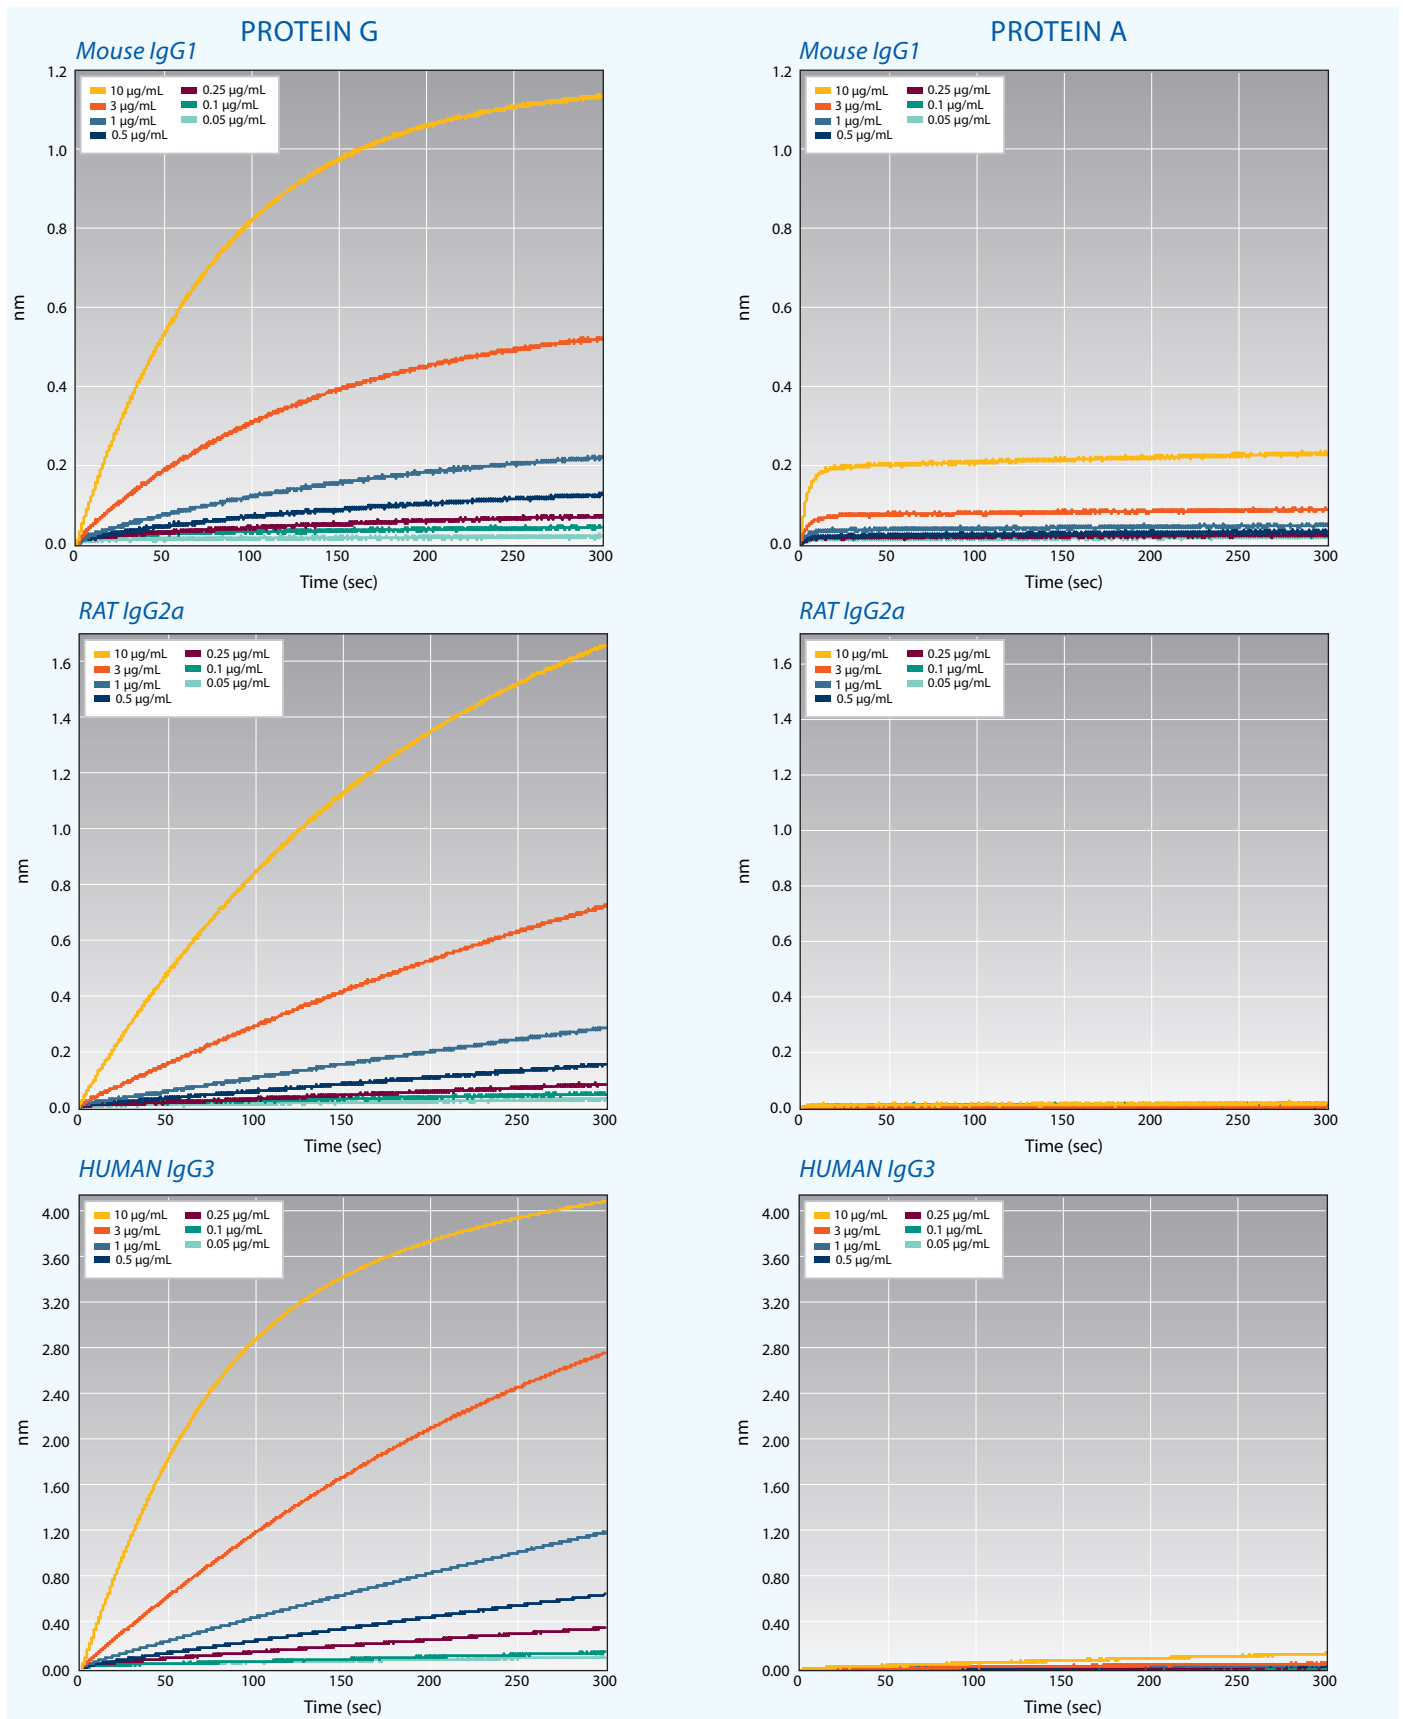 PROTEIN G
Mouse IgG1
1.2
1.0
0.8
0.6
0.4
0.2
0.0
nm
10 µg/mL
3 µg/mL
1 µg/mL
0.5 µg/mL
0.25 µg/mL
0.1 µg/mL
0.05 µg/mL
0 50 100 150 200 250 300
Time (sec)
PROTEIN A
Mouse IgG1
1.2
1.0
0.8
0.6
0.4
0.2
0.0
nm
10 µg/mL
3 µg/mL
1 µg/mL
0.5 µg/mL
0.25 µg/mL
0.1 µg/mL
0.05 µg/mL
0 50 100 150 200 250 300
Time (sec)
RAT IgG2a
1.6
1.4
1.2
1.0
0.8
0.6
0.4
0.2
0.0
nm
10 µg/mL
3 µg/mL
1 µg/mL
0.5 µg/mL
0.25 µg/mL
0.1 µg/mL
0.05 µg/mL
0 50 100 150 200 250 300
Time (sec)
RAT IgG2a
1.6
1.4
1.2
1.0
0.8
0.6
0.4
0.2
0.0
nm
10 µg/mL
3 µg/mL
1 µg/mL
0.5 µg/mL
0.25 µg/mL
0.1 µg/mL
0.05 µg/mL
0 50 100 150 200 250 300
Time (sec)
HUMAN IgG3
4.00
3.60
3.20
2.80
2.40
2.00
1.60
1.20
0.80
0.40
0.00
nm
10 µg/mL
3 µg/mL
1 µg/mL
0.5 µg/mL
0.25 µg/mL
0.1 µg/mL
0.05 µg/mL
0 50 100 150 200 250 300
Time (sec)
HUMAN IgG3
4.00
3.60
3.20
2.80
2.40
2.00
1.60
1.20
0.80
0.40
0.00
nm
10 µg/mL
3 µg/mL
1 µg/mL
0.5 µg/mL
0.25 µg/mL
0.1 µg/mL
0.05 µg/mL
0 50 100 150 200 250 300
Time (sec)